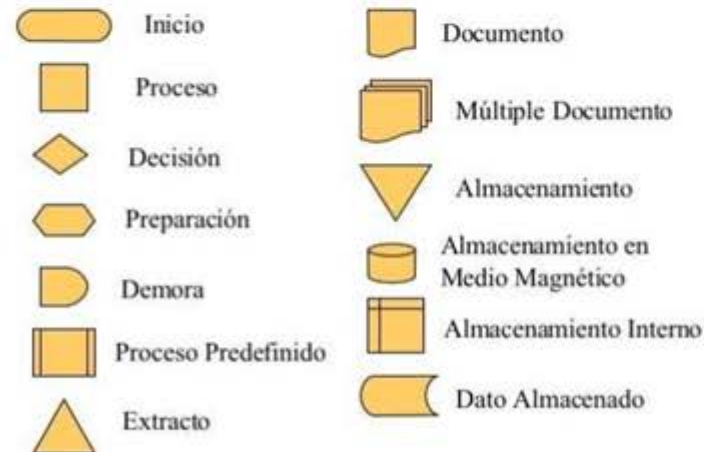 Inicio
Proceso
Decisión
Preparación
Demora
Proceso Predefinido
Extracto
Documento
Múltiple Documento
Almacenamiento
Almacenamiento en
Medio Magnético
Almacenamiento Interno
Dato Almacenado